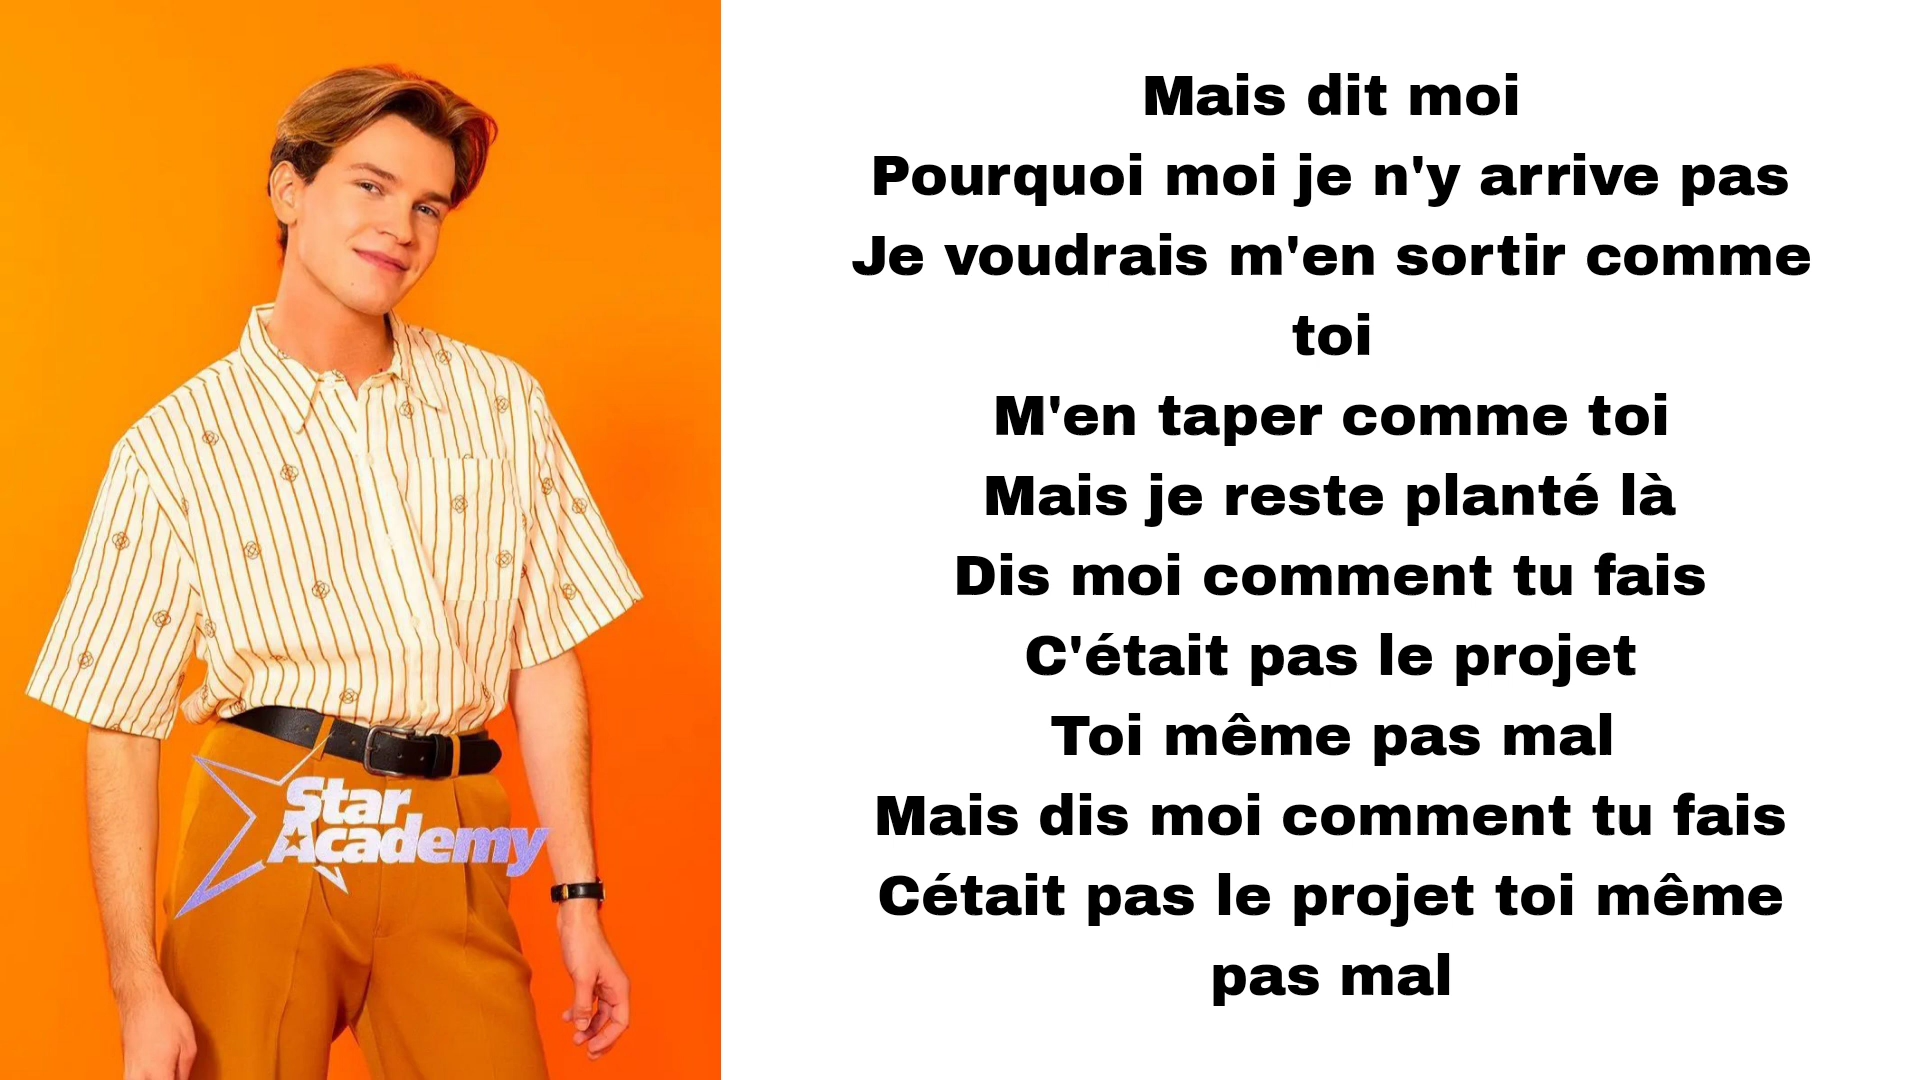 Star
Academy
Mais dit moi
Pourquoi moi je n'y arrive pas
Je voudrais m'en sortir comme
toi
M'en taper comme toi
Mais je reste planté là
Dis moi comment tu fais
C'était pas le projet
Toi même pas mal
Mais dis moi comment tu fais
Cétait pas le projet toi même
pas mal